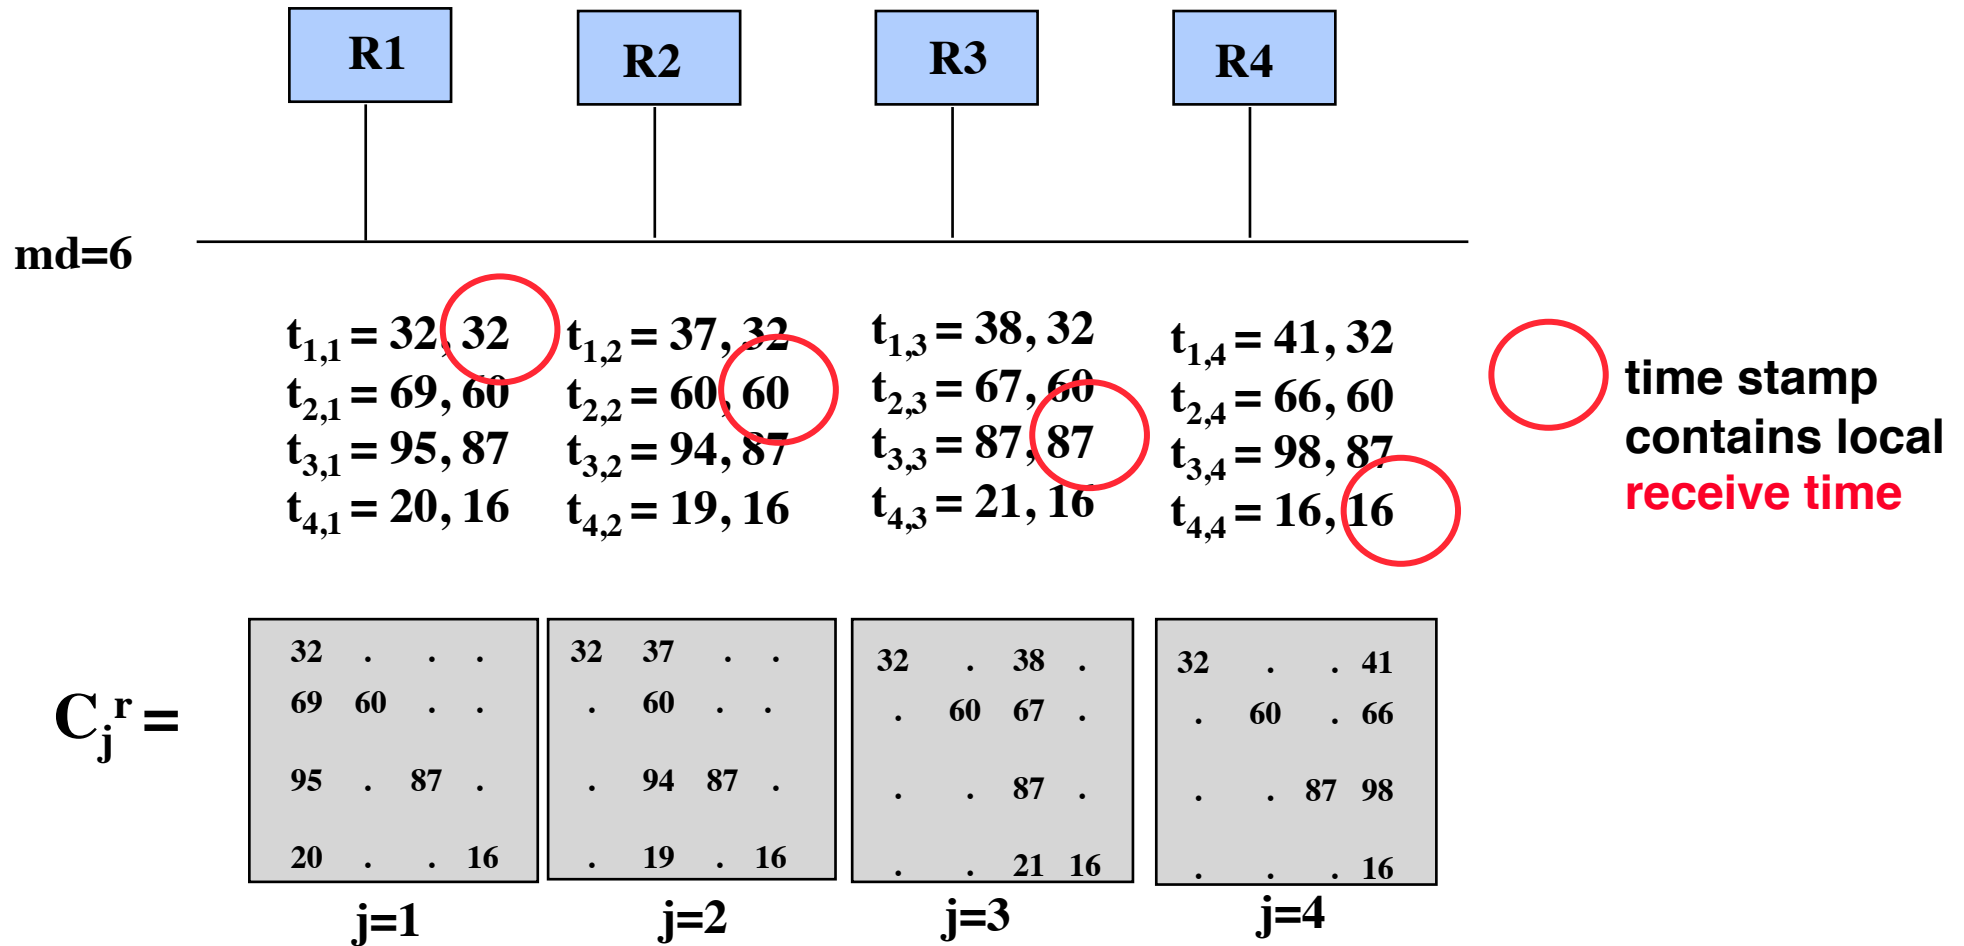 R1 R2 R3 R4
md=6
t1,1 = 32, 32 t1,2 = 37, 32 t1,3 = 38, 32 t1,4 = 41, 32
t2,1 = 69, 60 t2,2 = 60, 60 t2,3 = 67, 60 t2,4 = 66, 60
t3,1 = 95, 87 t3,2 = 94, 87 t3,3 = 87, 87 t3,4 = 98, 87
t4,1 = 20, 16 t4,2 = 19, 16 t4,3 = 21, 16 t4,4 = 16, 16
time stamp
contains local
receive time
Cj r =
32 . . .
69 60 . .
95 . 87 .
20 . . 16
j=1
32 37 . .
. 60 . .
. 94 87 .
. 19 . 16
j=2
32 . 38 .
. 60 67 .
. . 87 .
. . 21 16
j=3
32 . . 41
. 60 . 66
. . 87 98
. . . 16
j=4